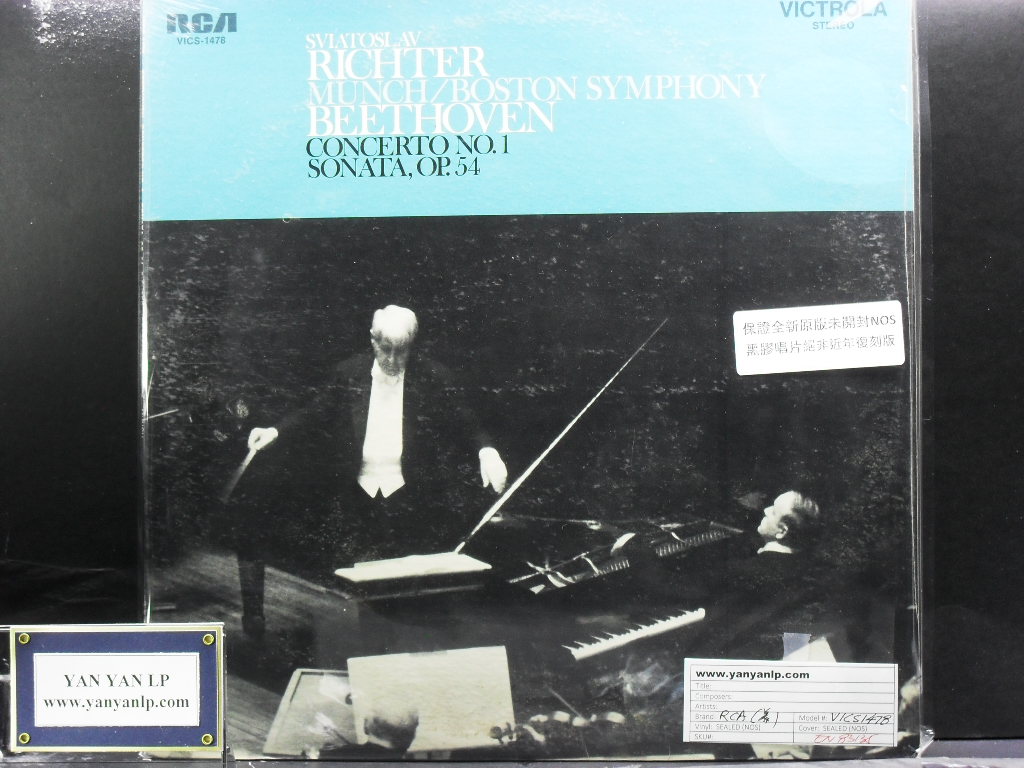 RCA
VICS-1478
VICTROLA
STEREO
SVIATOSLAV
RICHTER
MUNCH/BOSTON SYMPHONY
BEETHOVEN
CONCERTO NO. 1
SONATA, OP. 54
保證全新原版未開封NOS
黑膠唱片絕非近年復刻版
YAN YAN LP
www.yanyanlp.com
www.yanyanlp.com
Title:
Composers:
Artists:
Brand: RCA
Model #: VICS1478
Vinyl: SEALED (NOS)
Cover: SEALED (NOS)
SKU#: